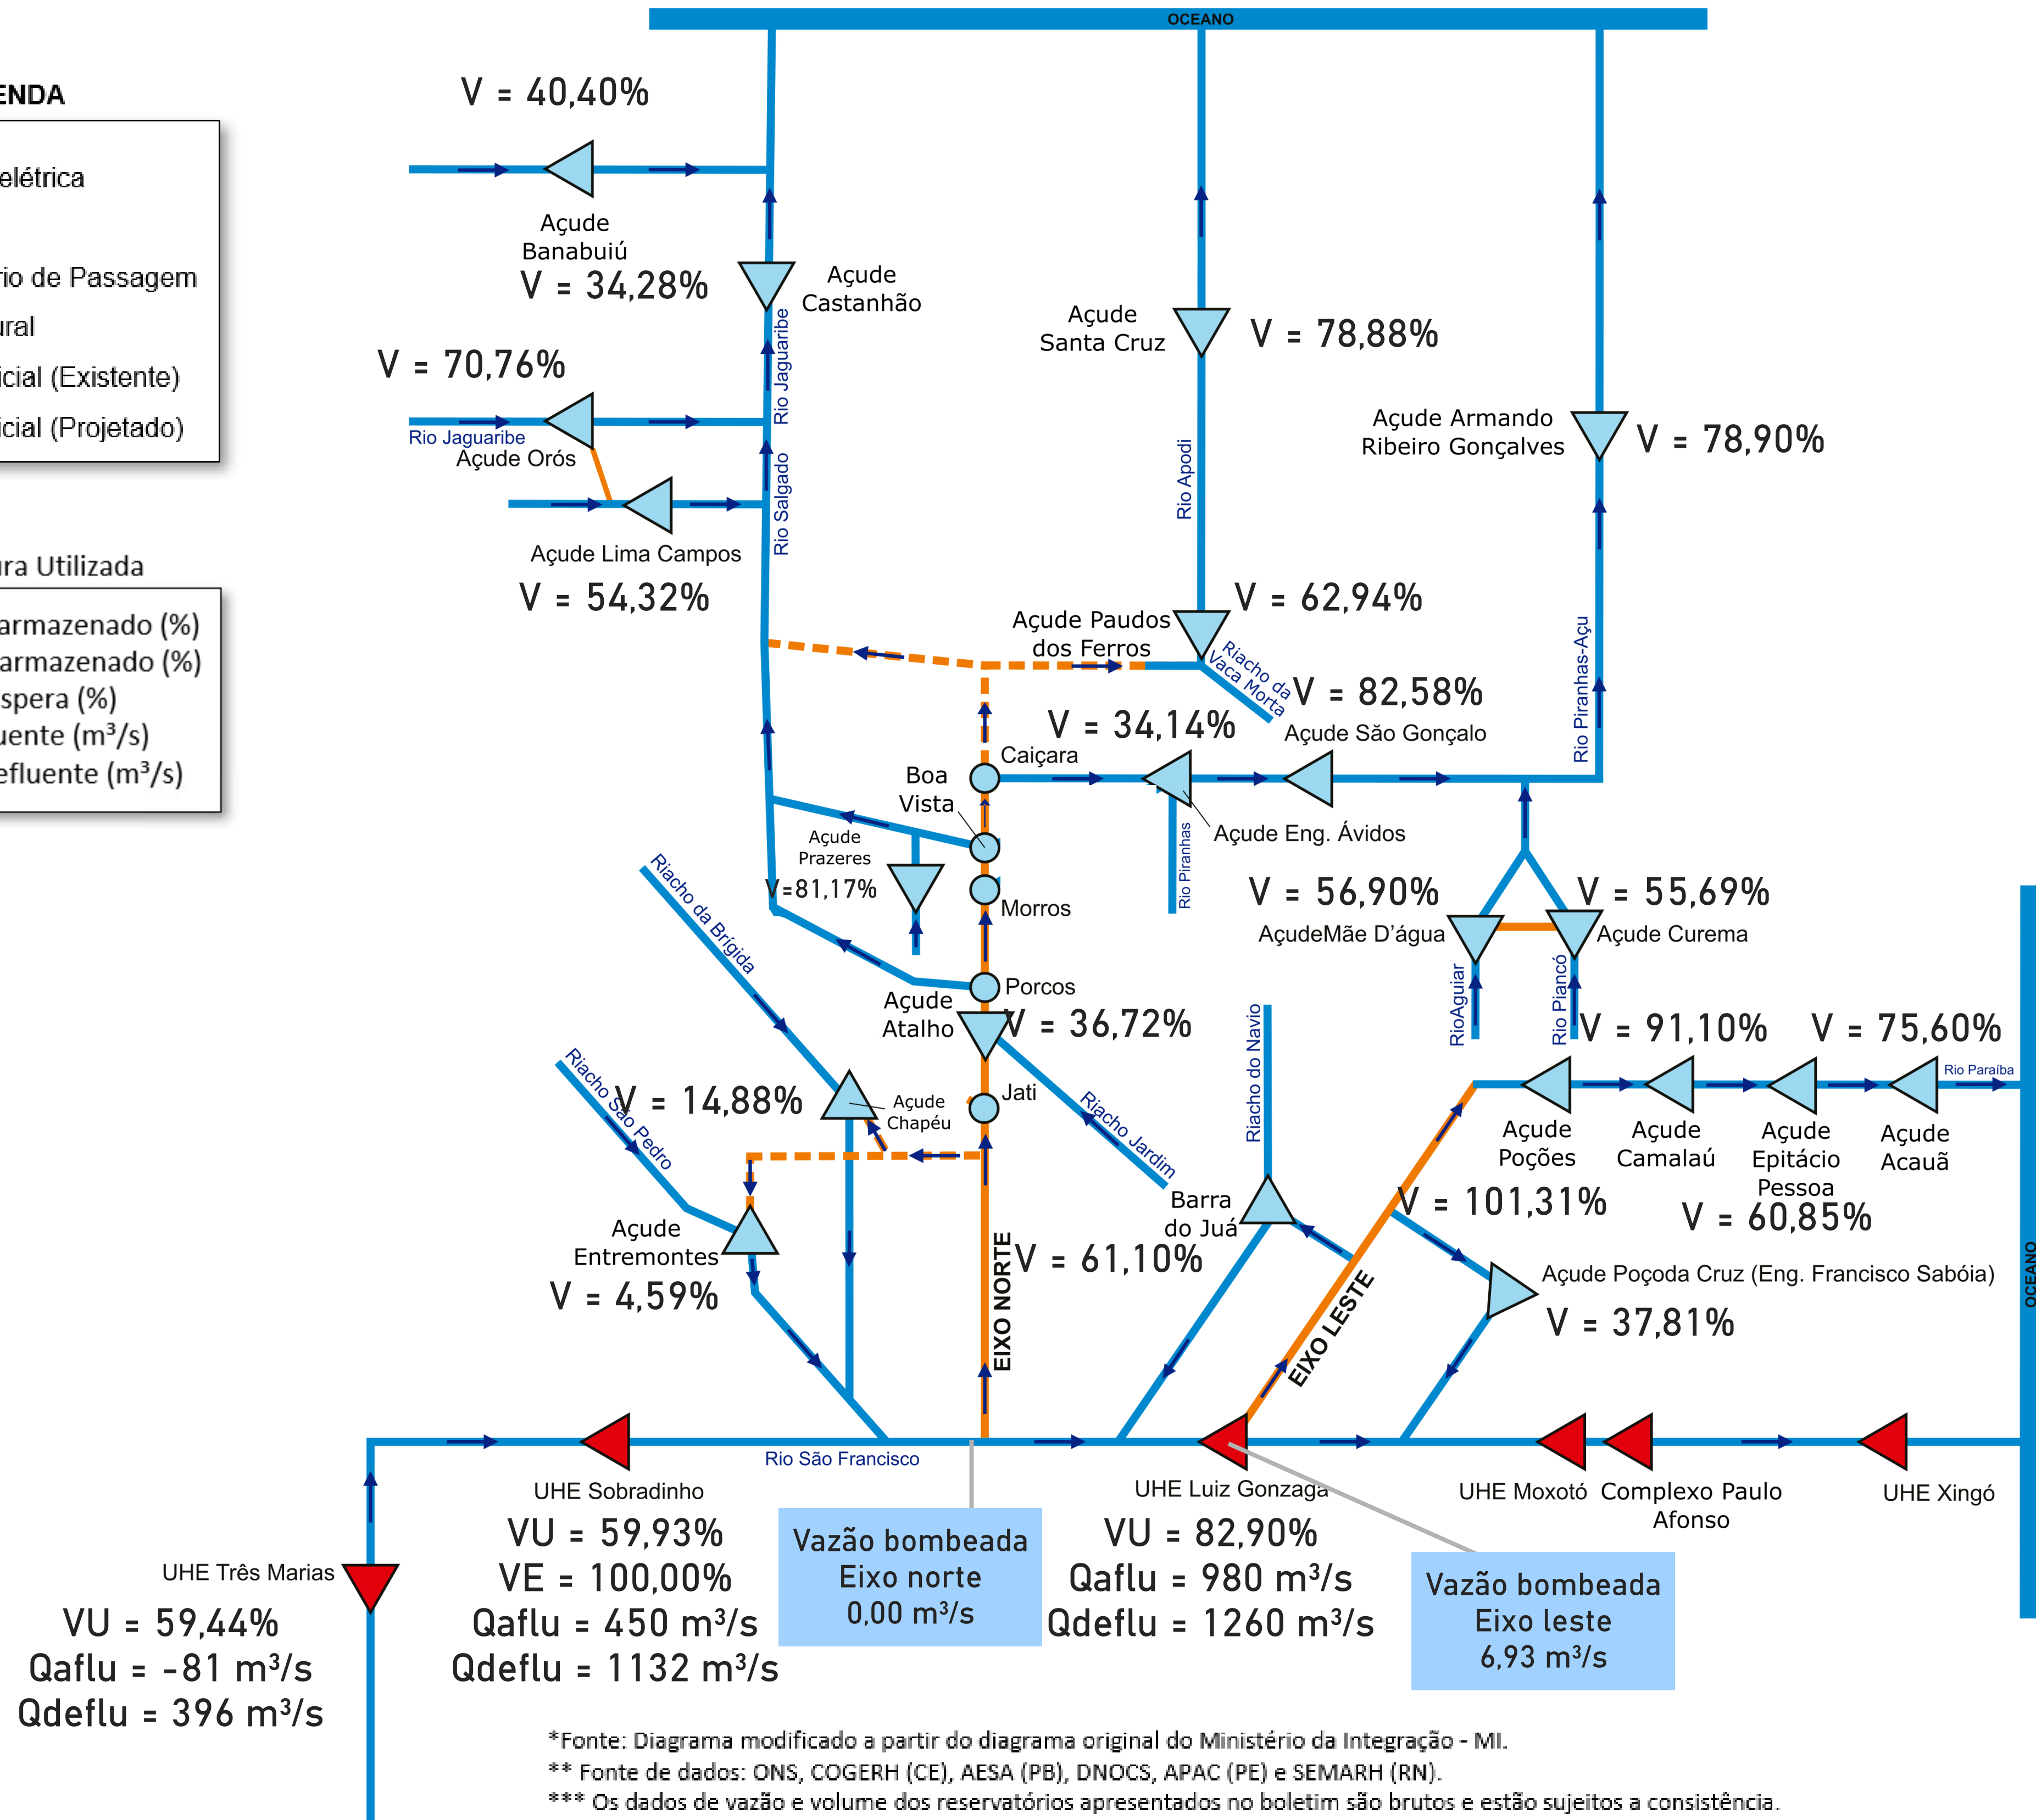 OCEANO
ENDA
elétrica
rio de Passagem
ural
icial (Existente)
icial (Projetado)
ura Utilizada
armazenado (%)
armazenado (%)
spera (%)
uente (m³/s)
efluente (m³/s)
V = 40,40%
Açude
Banabuiú
V = 34,28%
Açude
Castanhão
V = 70,76%
Rio Jaguaribe
Açude Orós
Rio Jaguaribe
Rio Salgado
Açude Lima Campos
V = 54,32%
Açude
Santa Cruz
V = 78,88%
Rio Apodi
Açude Armando
Ribeiro Gonçalves
V = 78,90%
Rio Piranhas-Açu
Açude Paudos
dos Ferros
V = 62,94%
Riacho da
Vaca Morta
V = 82,58%
Açude São Gonçalo
V = 34,14%
Caiçara
Boa
Vista
Açude Eng. Ávidos
Rio Piranhas
Açude
Prazeres
V=81,17%
Morros
Porcos
Açude
Atalho
V = 36,72%
Riacho da Brígida
Riacho São Pedro
V = 14,88%
Açude
Chapéu
Jati
Riacho Jardim
Açude
Entremontes
V = 4,59%
EIXO NORTE
V = 56,90%
AçudeMãe D'água
V = 55,69%
Açude Curema
RioAguiar
Rio Piancó
V = 91,10%
V = 75,60%
Rio Paraíba
Riacho do Navio
Açude
Poções
Açude
Camalaú
Açude
Epitácio
Pessoa
Açude
Acauã
V = 101,31%
V = 60,85%
Barra
do Juá
V = 61,10%
EIXO LESTE
Açude Poçoda Cruz (Eng. Francisco Sabóia)
V = 37,81%
OCEANO
Rio São Francisco
UHE Sobradinho
VU = 59,93%
VE = 100,00%
Qaflu = 450 m³/s
Qdeflu = 1132 m³/s
Vazão bombeada
Eixo norte
0,00 m³/s
UHE Luiz Gonzaga
VU = 82,90%
Qaflu = 980 m³/s
Qdeflu = 1260 m³/s
Vazão bombeada
Eixo leste
6,93 m³/s
UHE Moxotó
Complexo Paulo
Afonso
UHE Xingó
UHE Três Marias
VU = 59,44%
Qaflu = -81 m³/s
Qdeflu = 396 m³/s
*Fonte: Diagrama modificado a partir do diagrama original do Ministério da Integração - MI.
** Fonte de dados: ONS, COGERH (CE), AESA (PB), DNOCS, APAC (PE) e SEMARH (RN).
*** Os dados de vazão e volume dos reservatórios apresentados no boletim são brutos e estão sujeitos a consistência.